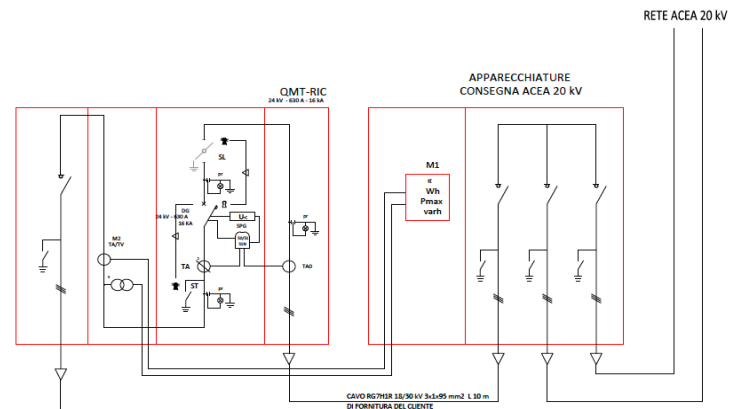 RETE ACEA 20 kV
APPARECCHIATURE
CONSEGNA ACEA 20 kV
QMT-RIC
24 kV - 630 A - 16 kA
SL
M1
Wh
Pmax
varh
DG
24 kV - 630 A
16 KA
SPG
M2
TA/TV
TA
TAO
ST
CAVO RG7H1R 18/30 kV 3x1x95 mm2 L 10 m
DI FORNITURA DEL CLIENTE